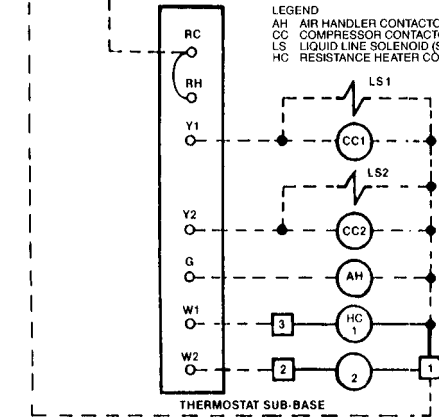 LEGEND
AH AIR HANDLER CONTACTO
CC COMPRESSOR CONTACTO
LS LIQUID LINE SOLENOID (S
HC RESISTANCE HEATER CO
RC
RH
LS1
Y1
CC1
LS2
Y2
CC2
G
AH
W1
3
HC
1
W2
2
2
1
THERMOSTAT SUB-BASE